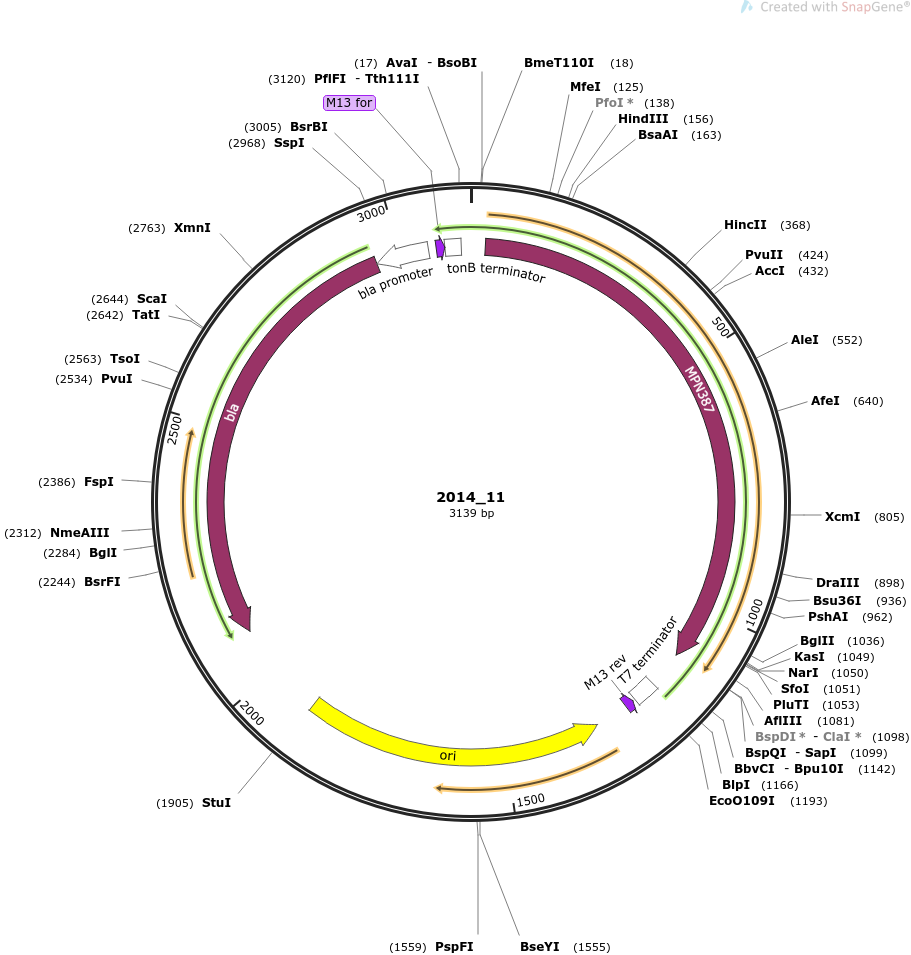 Created with SnapGene®
(17) AvaI - BsoBI
BmeT110I (18)
(3120) PflFI - Tth111I
MfeI (125)
M13 for
PfoI * (138)
(3005) BsrBI
HindIII (156)
(2968) SspI
BsaAI (163)
3000
HincII (368)
(2763) XmnI
PvuII (424)
AccI (432)
bla promoter
tonB terminator
(2644) ScaI
(2642) TatI
500
AleI (552)
(2563) TsoI
(2534) PvuI
MPN387
AfeI (640)
bla
2500
(2386) FspI
2014_11
3139 bp
XcmI (805)
(2312) NmeAIII
(2284) BglI
(2244) BsrFI
DraIII (898)
Bsu36I (936)
PshAI (962)
1000
BglII (1036)
KasI (1049)
NarI (1050)
SfoI (1051)
PluTI (1053)
AflIII (1081)
BspDI * - ClaI * (1098)
BspQI - SapI (1099)
BbvCI - Bpu10I (1142)
BlpI (1166)
EcoO109I (1193)
M13 rev
T7 terminator
2000
ori
1500
(1905) StuI
(1559) PspFI
BseYI (1555)